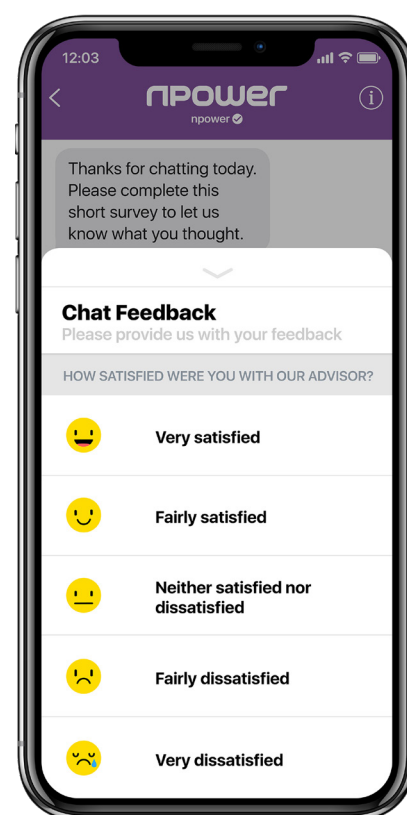 12:03
npower
npower
Thanks for chatting today.
Please complete this
short survey to let us
know what you thought.
Chat Feedback
Please provide us with your feedback
HOW SATISFIED WERE YOU WITH OUR ADVISOR?
Very satisfied
Fairly satisfied
Neither satisfied nor
dissatisfied
Fairly dissatisfied
Very dissatisfied